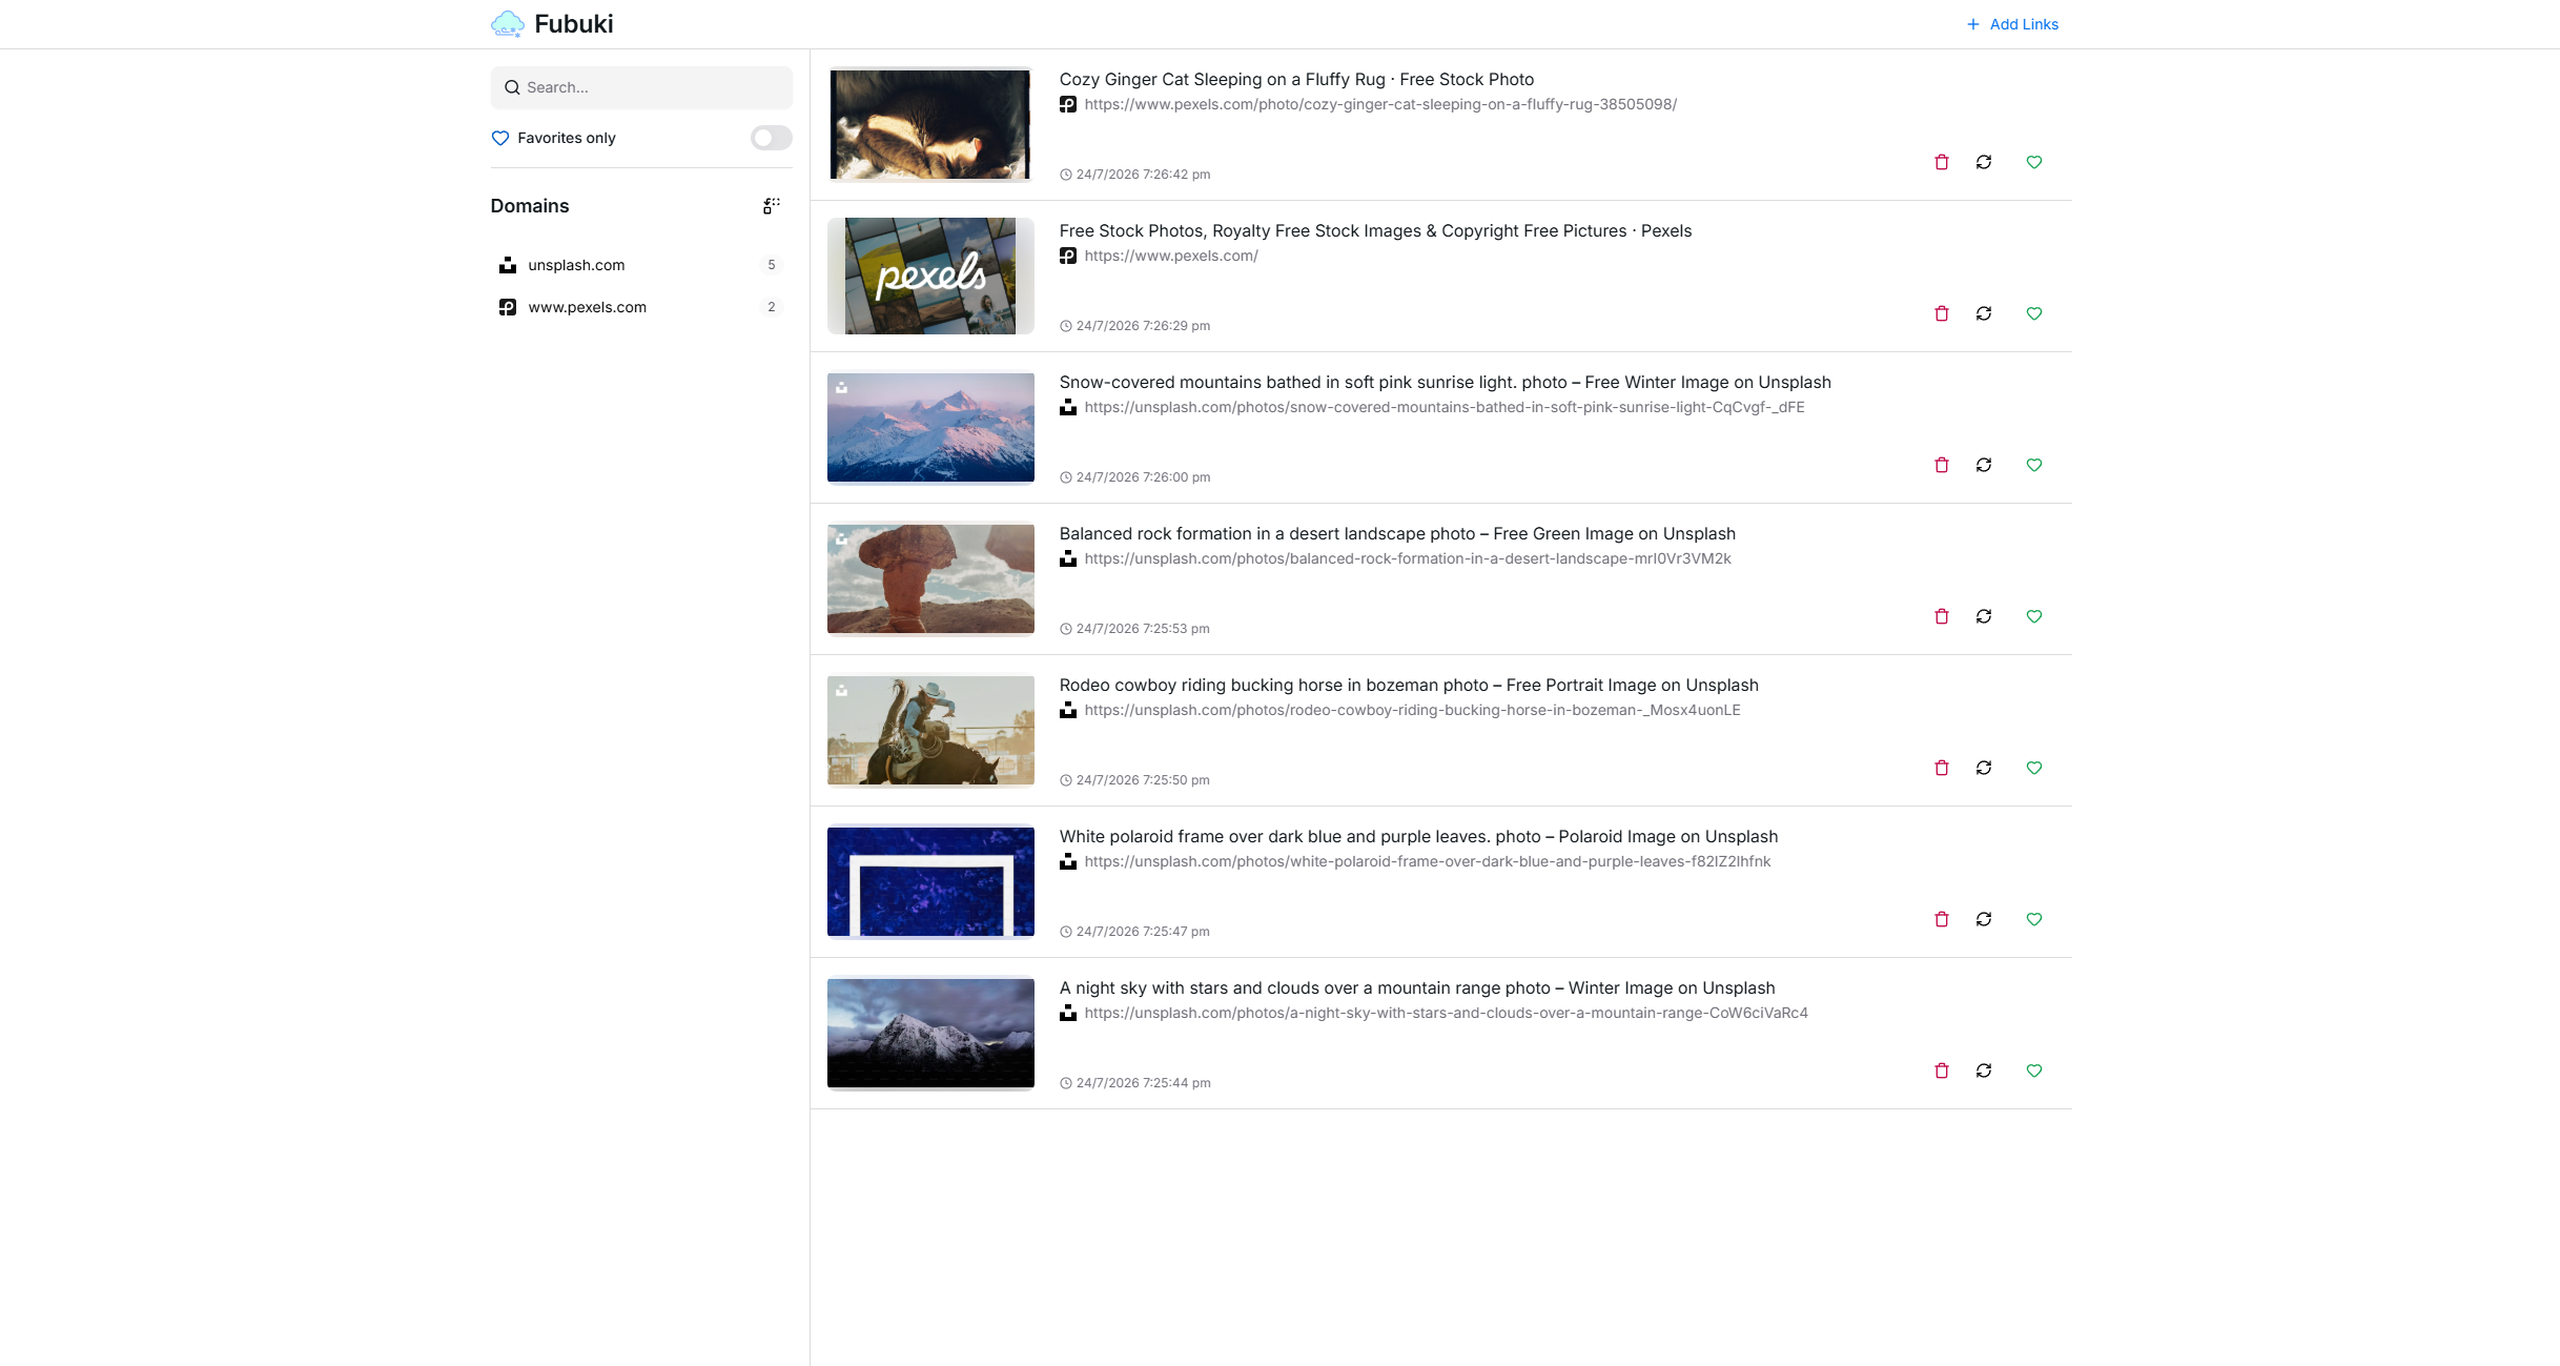 Fubuki
Add Links
Search...
Favorites only
Domains
unsplash.com 5
www.pexels.com 2
Cozy Ginger Cat Sleeping on a Fluffy Rug · Free Stock Photo
https://www.pexels.com/photo/cozy-ginger-cat-sleeping-on-a-fluffy-rug-38505098/
24/7/2026 7:26:42 pm
pexels
Free Stock Photos, Royalty Free Stock Images & Copyright Free Pictures · Pexels
https://www.pexels.com/
24/7/2026 7:26:29 pm
Snow-covered mountains bathed in soft pink sunrise light. photo – Free Winter Image on Unsplash
https://unsplash.com/photos/snow-covered-mountains-bathed-in-soft-pink-sunrise-light-CqCvgf-_dFE
24/7/2026 7:26:00 pm
Balanced rock formation in a desert landscape photo – Free Green Image on Unsplash
https://unsplash.com/photos/balanced-rock-formation-in-a-desert-landscape-mrI0Vr3VM2k
24/7/2026 7:25:53 pm
Rodeo cowboy riding bucking horse in bozeman photo – Free Portrait Image on Unsplash
https://unsplash.com/photos/rodeo-cowboy-riding-bucking-horse-in-bozeman-_Mosx4uonLE
24/7/2026 7:25:50 pm
White polaroid frame over dark blue and purple leaves. photo – Polaroid Image on Unsplash
https://unsplash.com/photos/white-polaroid-frame-over-dark-blue-and-purple-leaves-f82IZ2lhfnk
24/7/2026 7:25:47 pm
A night sky with stars and clouds over a mountain range photo – Winter Image on Unsplash
https://unsplash.com/photos/a-night-sky-with-stars-and-clouds-over-a-mountain-range-CoW6ciVaRc4
24/7/2026 7:25:44 pm